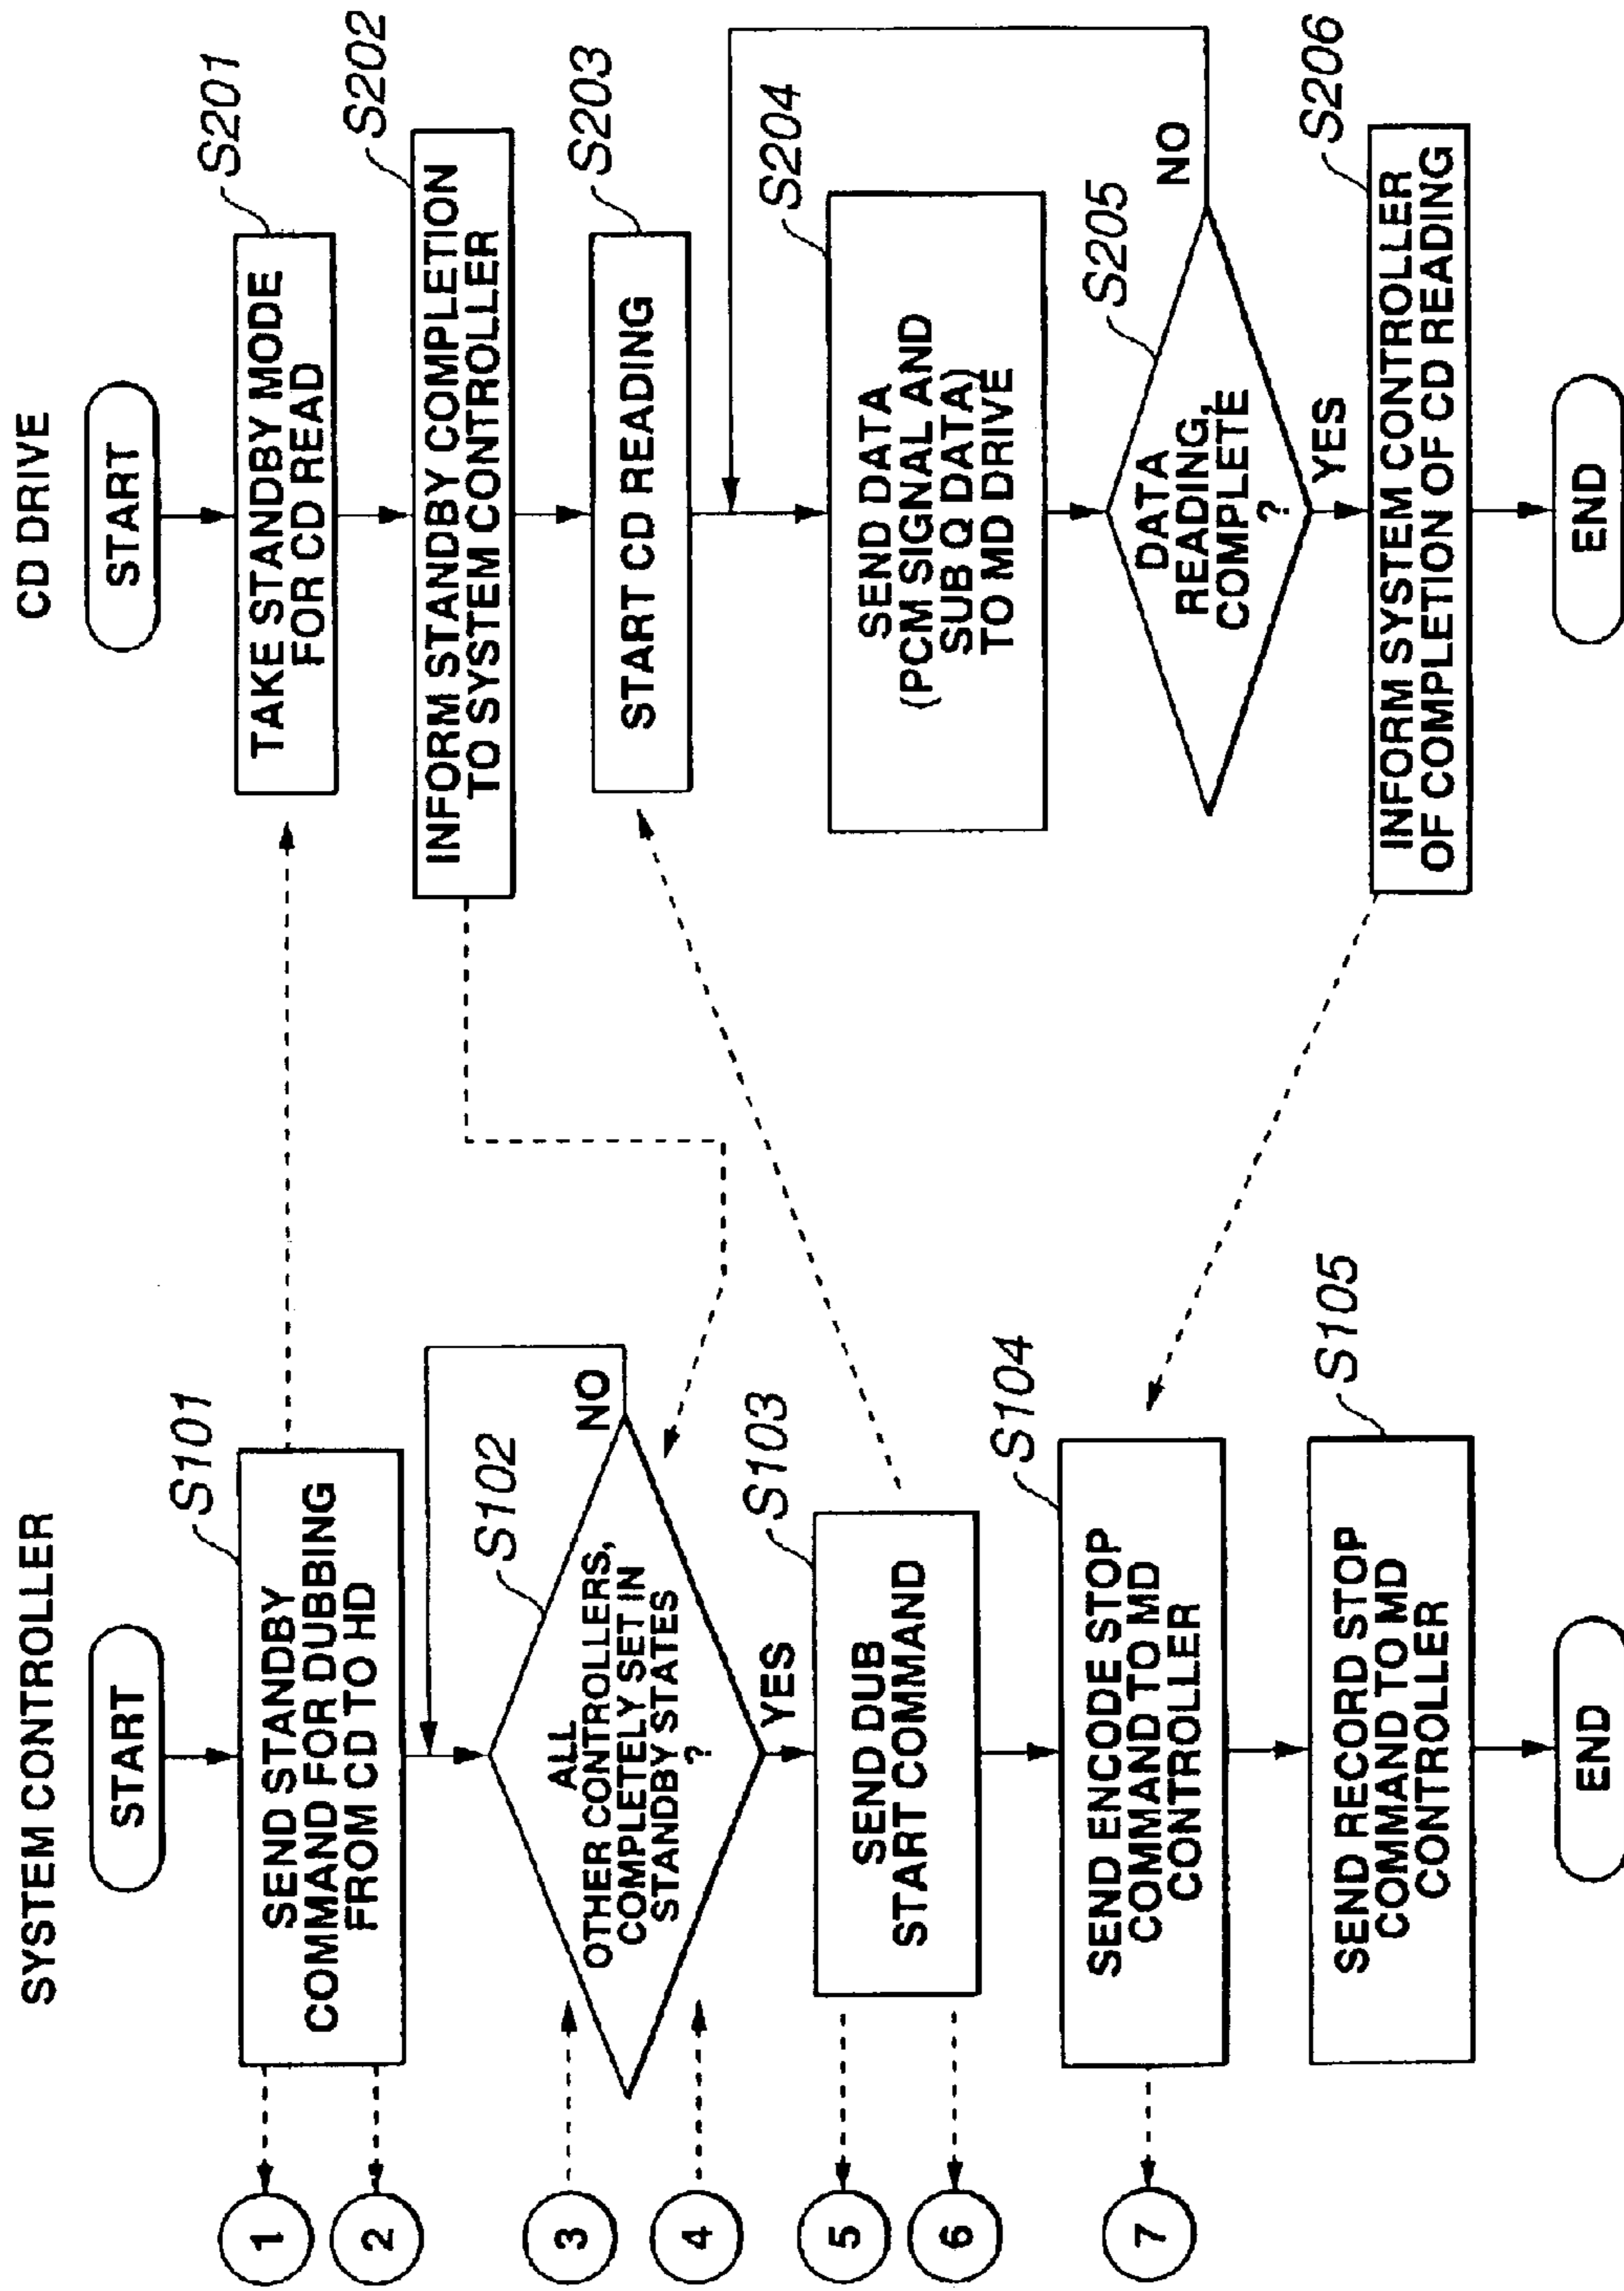 SYSTEM CONTROLLER
START
S101
SEND STANDBY
COMMAND FOR DUBBING
FROM CD TO HD
1
2
S102
ALL
OTHER CONTROLLERS,
COMPLETELY SET IN
STANDBY STATES
?
NO
3
4
YES
S103
SEND DUB
START COMMAND
5
6
S104
SEND ENCODE STOP
COMMAND TO MD
CONTROLLER
7
S105
SEND RECORD STOP
COMMAND TO MD
CONTROLLER
END
CD DRIVE
START
S201
TAKE STANDBY MODE
FOR CD READ
S202
INFORM STANDBY COMPLETION
TO SYSTEM CONTROLLER
S203
START CD READING
S204
SEND DATA
(PCM SIGNAL AND
SUB Q DATA)
TO MD DRIVE
S205
DATA
READING,
COMPLETE
?
NO
YES
S206
INFORM SYSTEM CONTROLLER
OF COMPLETION OF CD READING
END